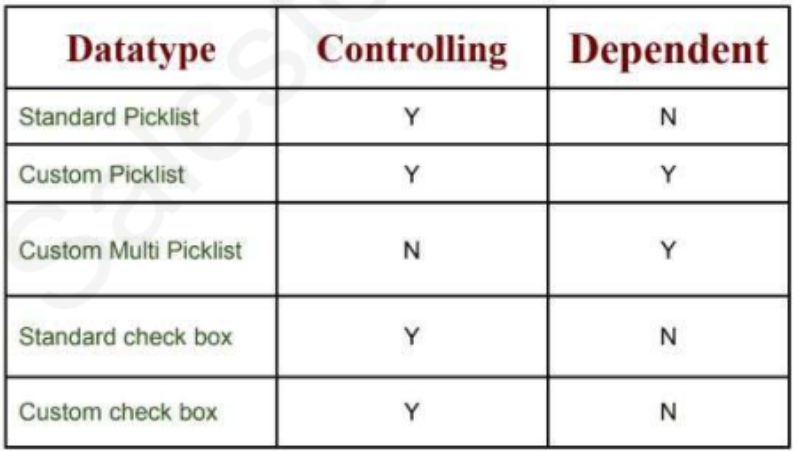 Datatype Controlling Dependent
Standard Picklist Y N
Custom Picklist Y Y
Custom Multi Picklist N Y
Standard check box Y N
Custom check box Y N